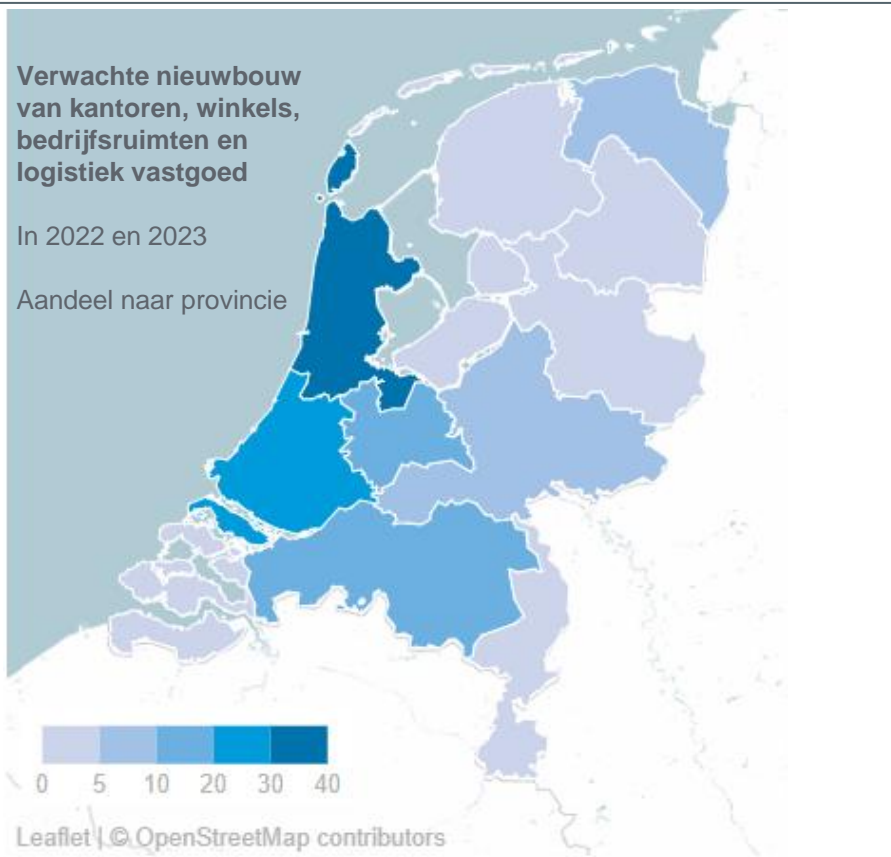 Verwachte nieuwbouw
van kantoren, winkels,
bedrijfsruimten en
logistiek vastgoed
In 2022 en 2023
Aandeel naar provincie
0 5 10 20 30 40
Leaflet | © OpenStreetMap contributors